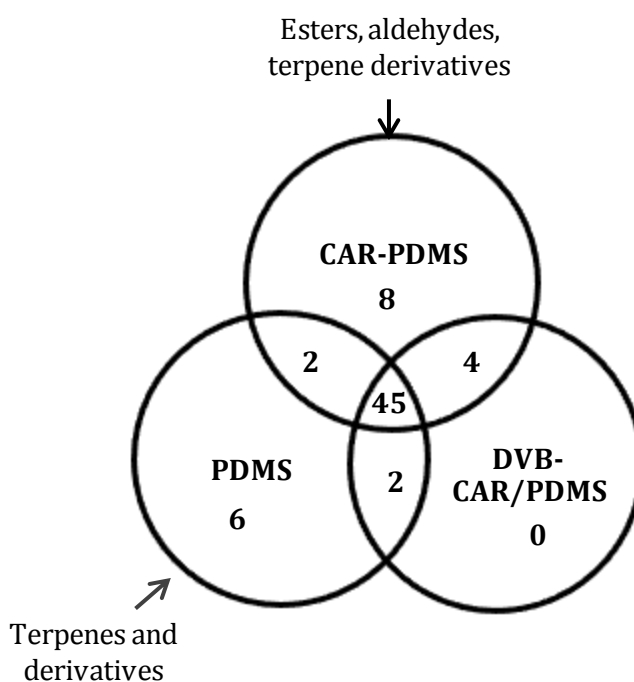 Esters, aldehydes,
terpene derivatives
CAR-PDMS
8
2
4
45
PDMS
6
2
DVB-
CAR/PDMS
0
Terpenes and
derivatives